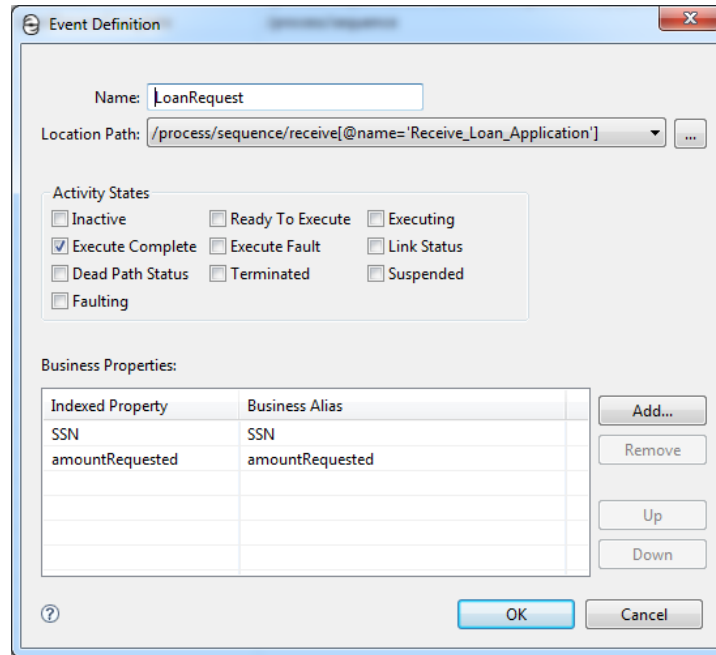 Event Definition
Name: LoanRequest
Location Path: /process/sequence/receive[@name='Receive_Loan_Application'] ...
Activity States
Inactive Ready To Execute Executing
Execute Complete Execute Fault Link Status
Dead Path Status Terminated Suspended
Faulting
Business Properties:
Indexed Property Business Alias
Add...
SSN SSN
amountRequested amountRequested
Remove
Up
Down
? OK Cancel